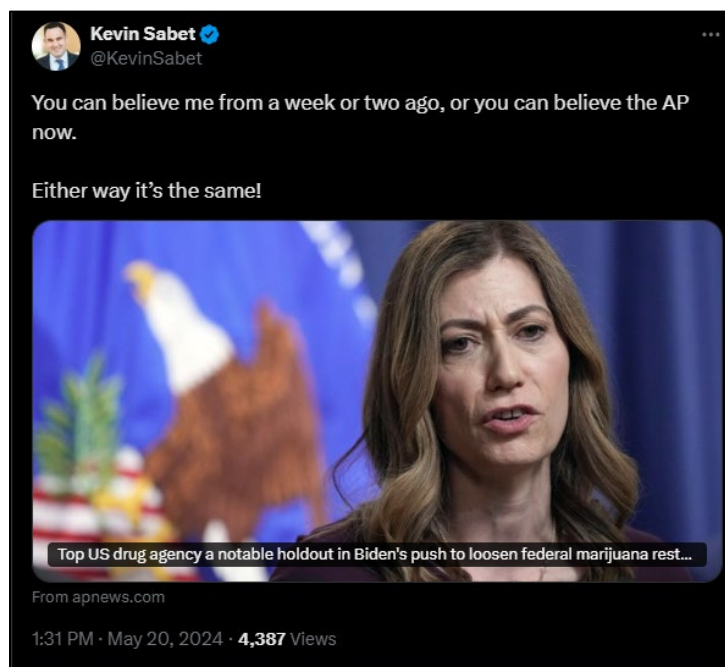 Kevin Sabet
@KevinSabet
You can believe me from a week or two ago, or you can believe the AP
now.
Either way it’s the same!
Top US drug agency a notable holdout in Biden's push to loosen federal marijuana rest...
From apnews.com
1:31 PM · May 20, 2024 · 4,387 Views